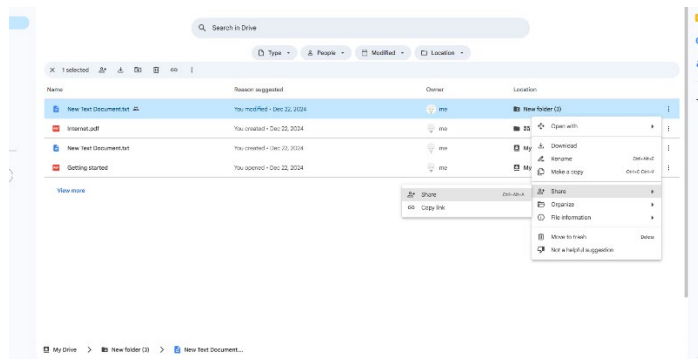 Search in Drive
Type People Modified Location
1 selected
Name Reason suggested Owner Location
New Text Document.txt You modified • Dec 22, 2024 me New folder (3)
Internet.pdf You created • Dec 22, 2024 me
New Text Document.txt You created • Dec 22, 2024 me My
Getting started You opened • Dec 22, 2024 me My
View more
Open with
Download
Rename
Make a copy
Share
Organize
File information
Move to trash Delete
Not a helpful suggestion
Share Ctrl+Alt+A
Copy link
My Drive > New folder (3) > New Text Document...